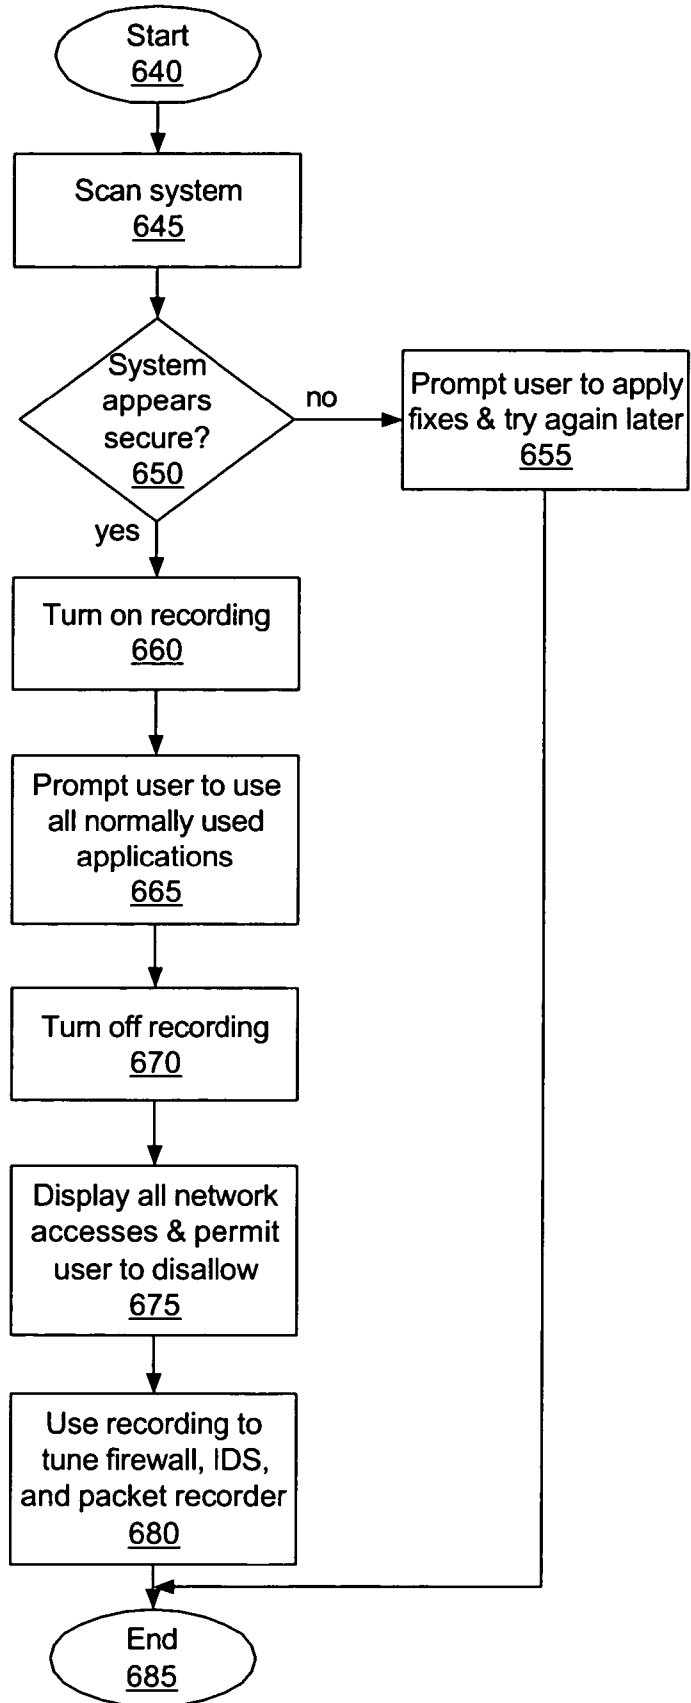 Start
640
Scan system
645
System
appears
secure?
650
no
Prompt user to apply
fixes & try again later
655
yes
Turn on recording
660
Prompt user to use
all normally used
applications
665
Turn off recording
670
Display all network
accesses & permit
user to disallow
675
Use recording to
tune firewall, IDS,
and packet recorder
680
End
685